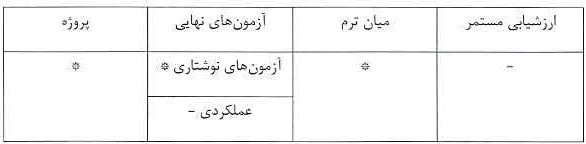 ارزشیابی مستمر	میان ترم	آزمون‌های نهایی	پروژه
-	*	آزمون‌های نوشتاری *	*
عملکردی -